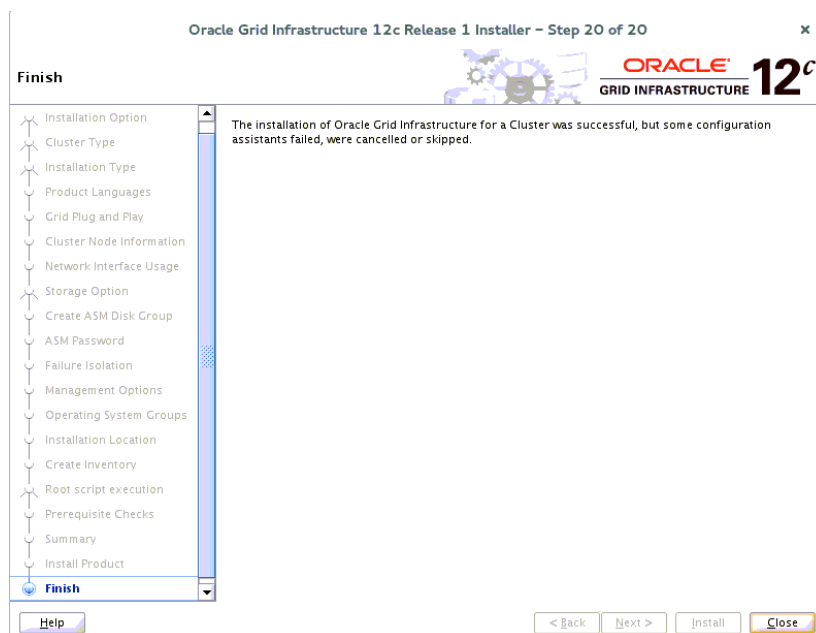 Oracle Grid Infrastructure 12c Release 1 Installer – Step 20 of 20
Finish
ORACLE
GRID INFRASTRUCTURE
12c
Installation Option
Cluster Type
Installation Type
Product Languages
Grid Plug and Play
Cluster Node Information
Network Interface Usage
Storage Option
Create ASM Disk Group
ASM Password
Failure Isolation
Management Options
Operating System Groups
Installation Location
Create Inventory
Root script execution
Prerequisite Checks
Summary
Install Product
Finish
The installation of Oracle Grid Infrastructure for a Cluster was successful, but some configuration
assistants failed, were cancelled or skipped.
Help
< Back
Next >
Install
Close